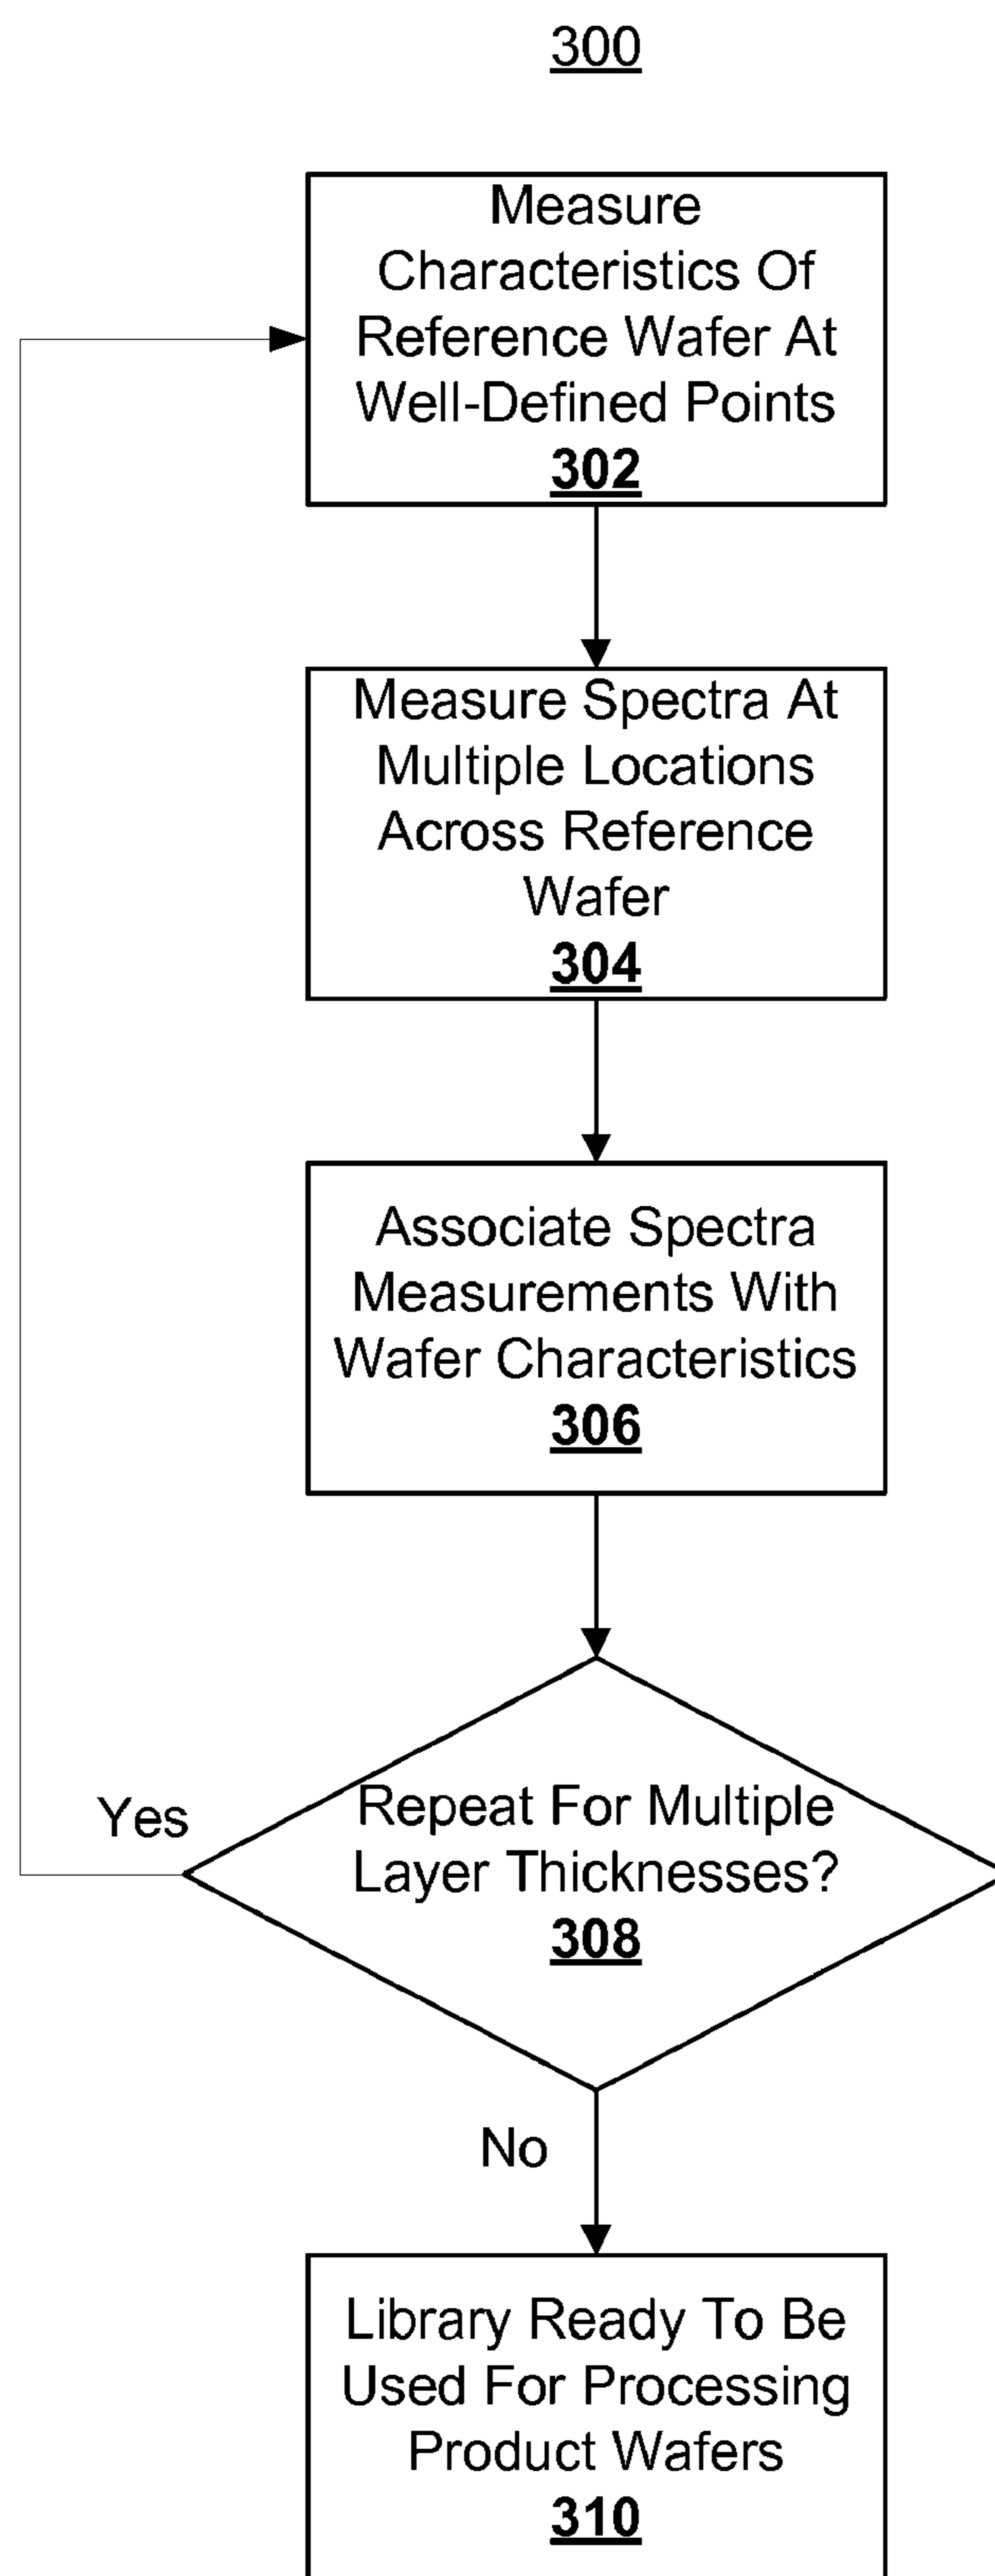 300
Measure
Characteristics Of
Reference Wafer At
Well-Defined Points
302
Measure Spectra At
Multiple Locations
Across Reference
Wafer
304
Associate Spectra
Measurements With
Wafer Characteristics
306
Repeat For Multiple
Layer Thicknesses?
308
Yes
No
Library Ready To Be
Used For Processing
Product Wafers
310